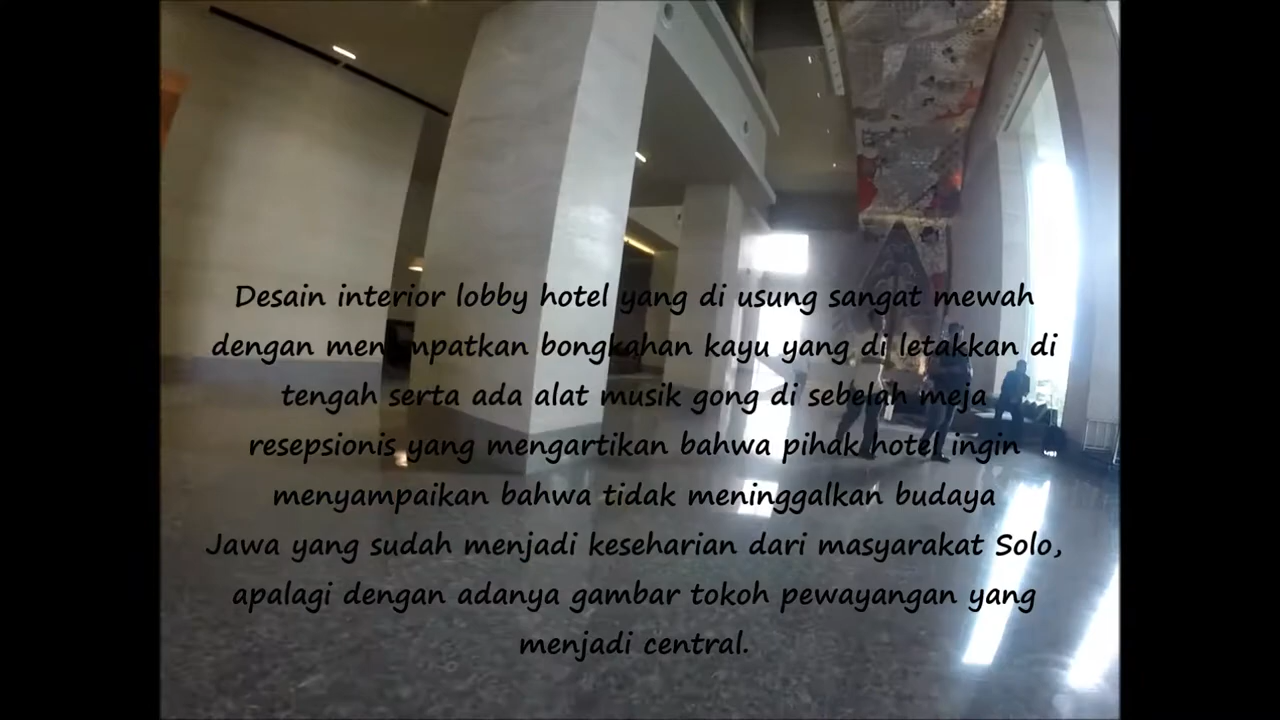 Desain interior lobby hotel yang di usung sangat mewah
dengan menempatkan bongkahan kayu yang di letakkan di
tengah serta ada alat musik gong di sebelah meja
resepsionis yang mengartikan bahwa pihak hotel ingin
menyampaikan bahwa tidak meninggalkan budaya
Jawa yang sudah menjadi keseharian dari masyarakat Solo,
apalagi dengan adanya gambar tokoh pewayangan yang
menjadi central.